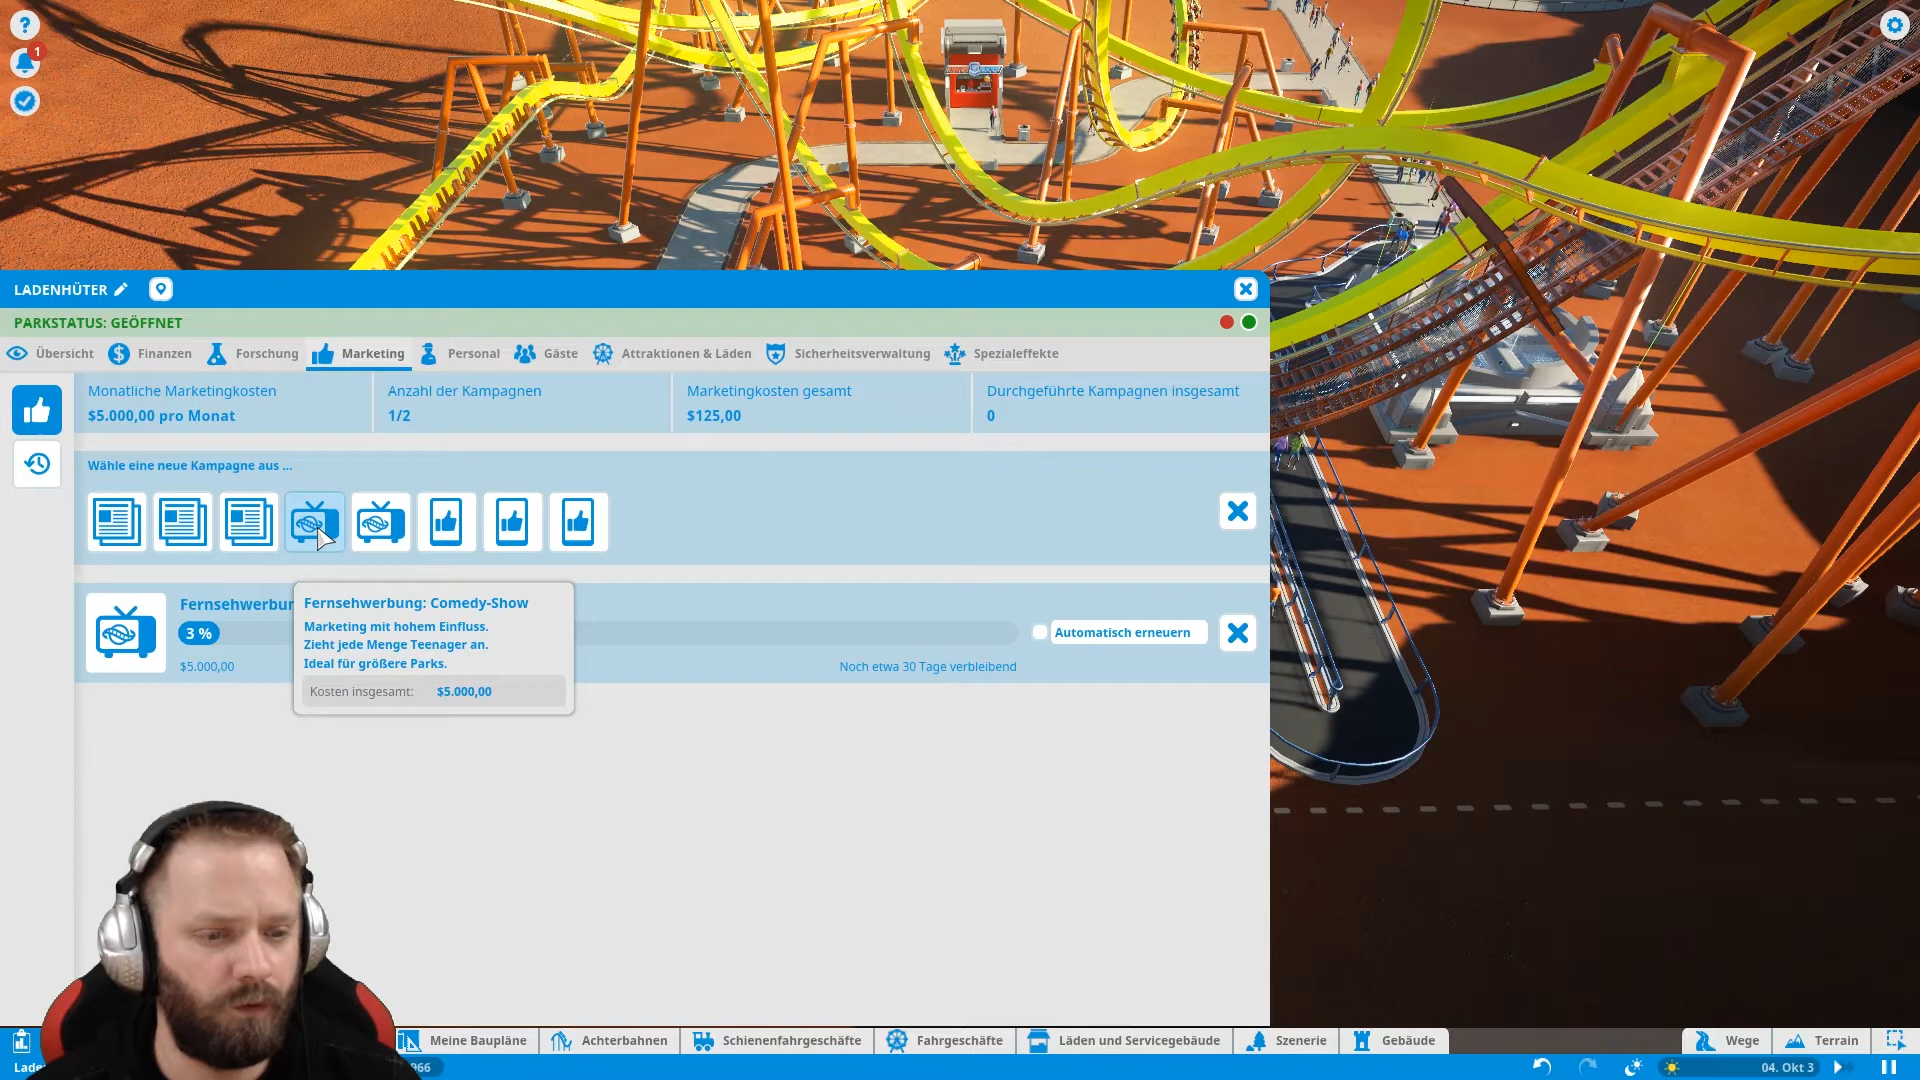 ?
1
LADENHÜTER
PARKSTATUS: GEÖFFNET
Übersicht
Finanzen
Forschung
Marketing
Personal
Gäste
Attraktionen & Läden
Sicherheitsverwaltung
Spezialeffekte
Monatliche Marketingkosten
$5.000,00 pro Monat
Anzahl der Kampagnen
1/2
Marketingkosten gesamt
$125,00
Durchgeführte Kampagnen insgesamt
0
Wähle eine neue Kampagne aus ...
Fernsehwerbun
3 %
$5.000,00
Automatisch erneuern
Noch etwa 30 Tage verbleibend
Fernsehwerbung: Comedy-Show
Marketing mit hohem Einfluss.
Zieht jede Menge Teenager an.
Ideal für größere Parks.
Kosten insgesamt: $5.000,00
Meine Baupläne
Achterbahnen
Schienenfahrgeschäfte
Fahrgeschäfte
Läden und Servicegebäude
Szenerie
Gebäude
Wege
Terrain
Lade
966
04. Okt 3